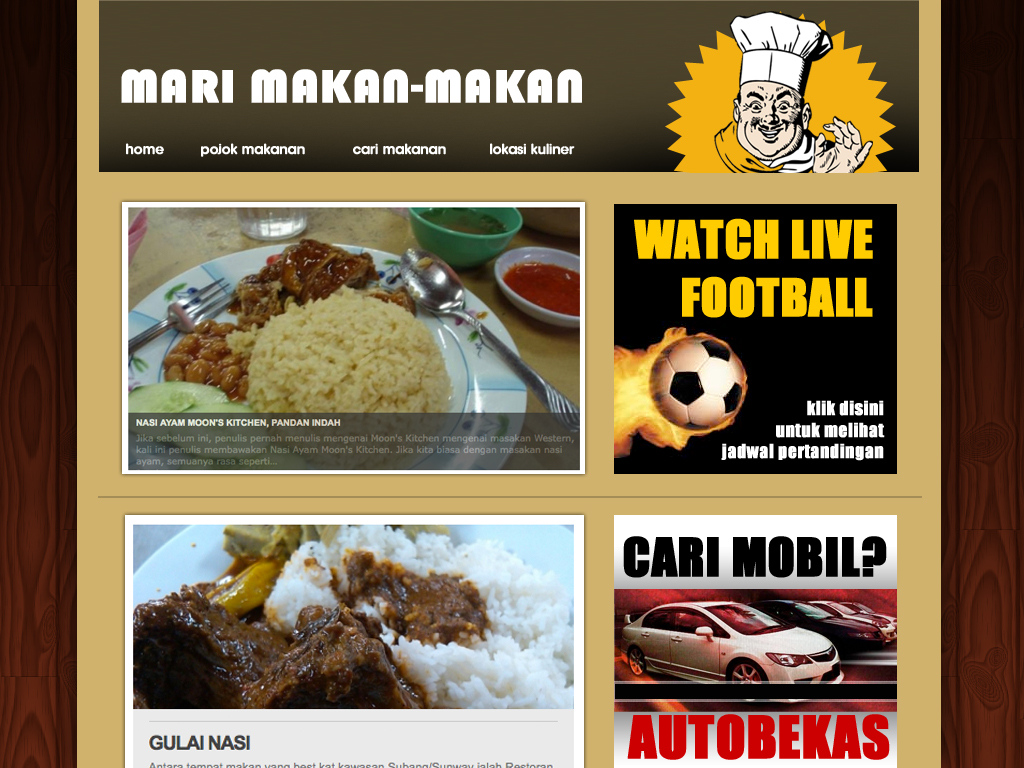 MARI MAKAN-MAKAN
home pojok makanan cari makanan lokasi kuliner
NASI AYAM MOON'S KITCHEN, PANDAN INDAH
Jika sebelum ini, penulis pernah menulis mengenai Moon's Kitchen mengenai masakan Western,
kali ini penulis membawakan Nasi Ayam Moon's Kitchen. Jika kita biasa dengan masakan nasi
ayam, semuanya rasa seperti...
WATCH LIVE
FOOTBALL
klik disini
untuk melihat
jadwal pertandingan
GULAI NASI
Antara tempat makan yang best kat kawasan Subang/Sunway ialah Restoran
CARI MOBIL?
AUTOBEKAS